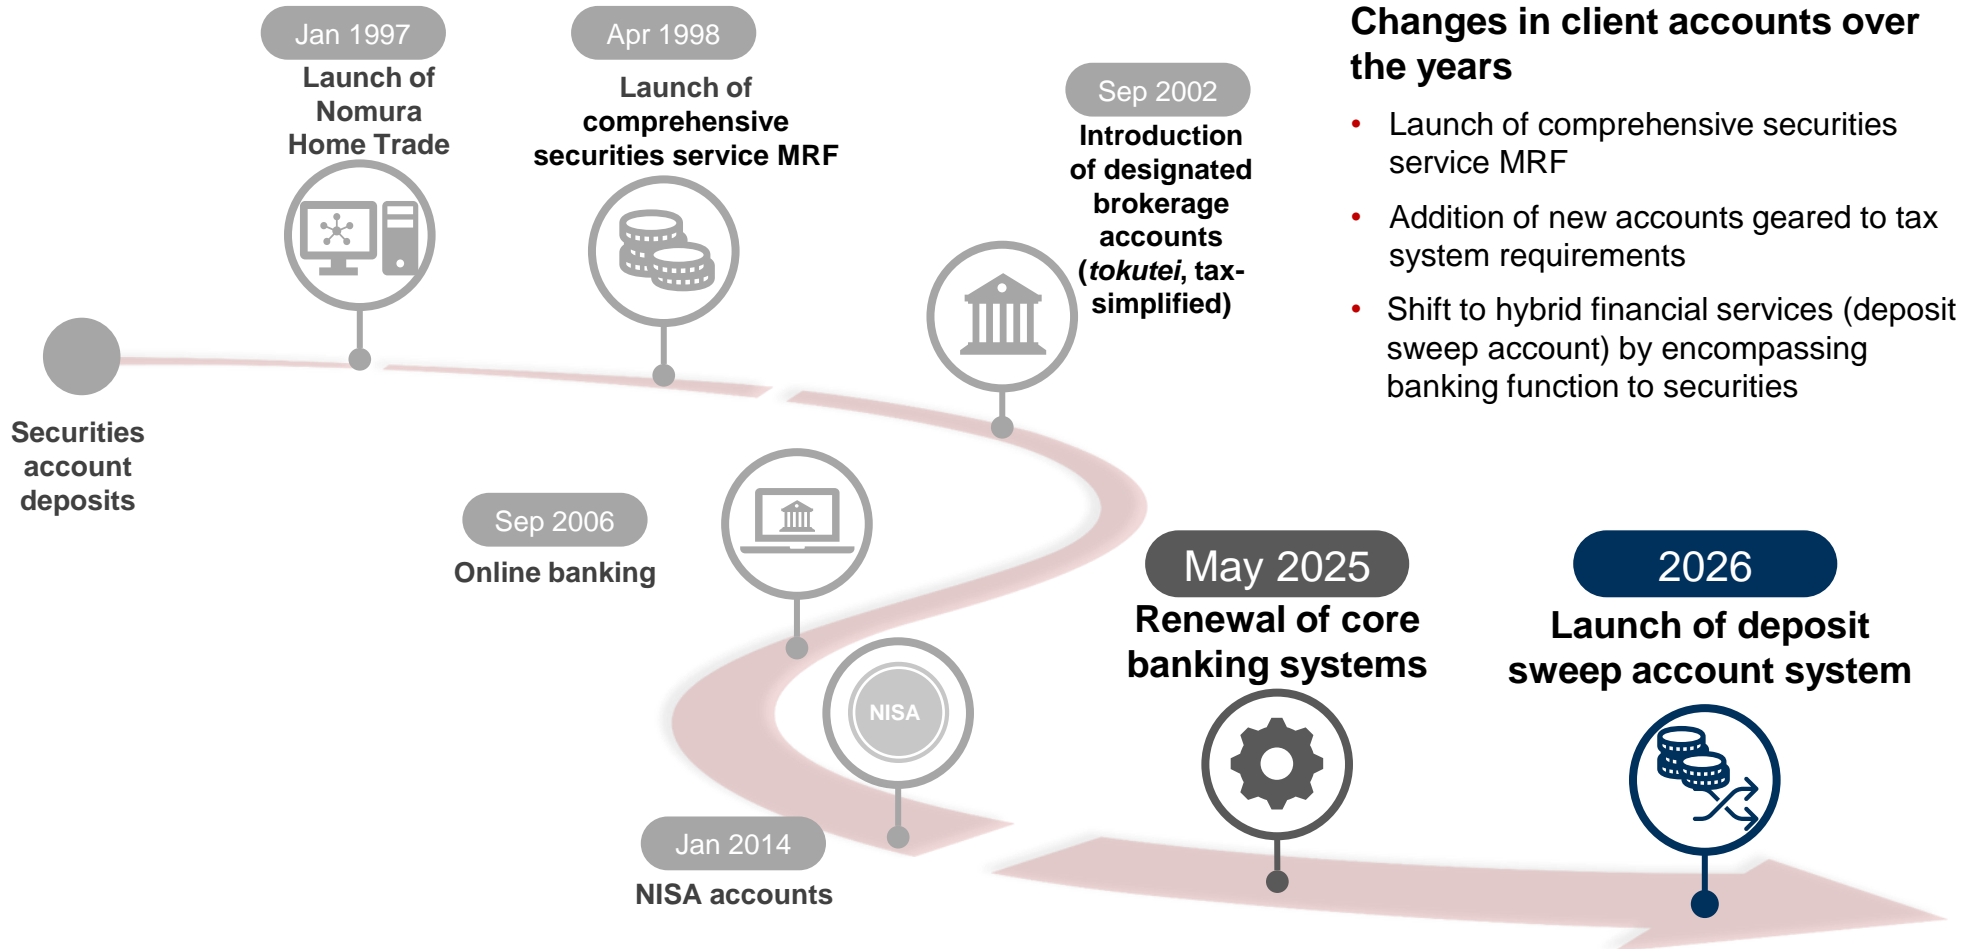 Jan 1997
Launch of
Nomura
Home Trade
Apr 1998
Launch of
comprehensive
securities service MRF
Sep 2002
Introduction
of designated
brokerage
accounts
(tokutei, tax-
simplified)
Changes in client accounts over
the years
• Launch of comprehensive securities
service MRF
• Addition of new accounts geared to tax
system requirements
• Shift to hybrid financial services (deposit
sweep account) by encompassing
banking function to securities
Securities
account
deposits
Sep 2006
Online banking
NISA
Jan 2014
NISA accounts
May 2025
Renewal of core
banking systems
2026
Launch of deposit
sweep account system